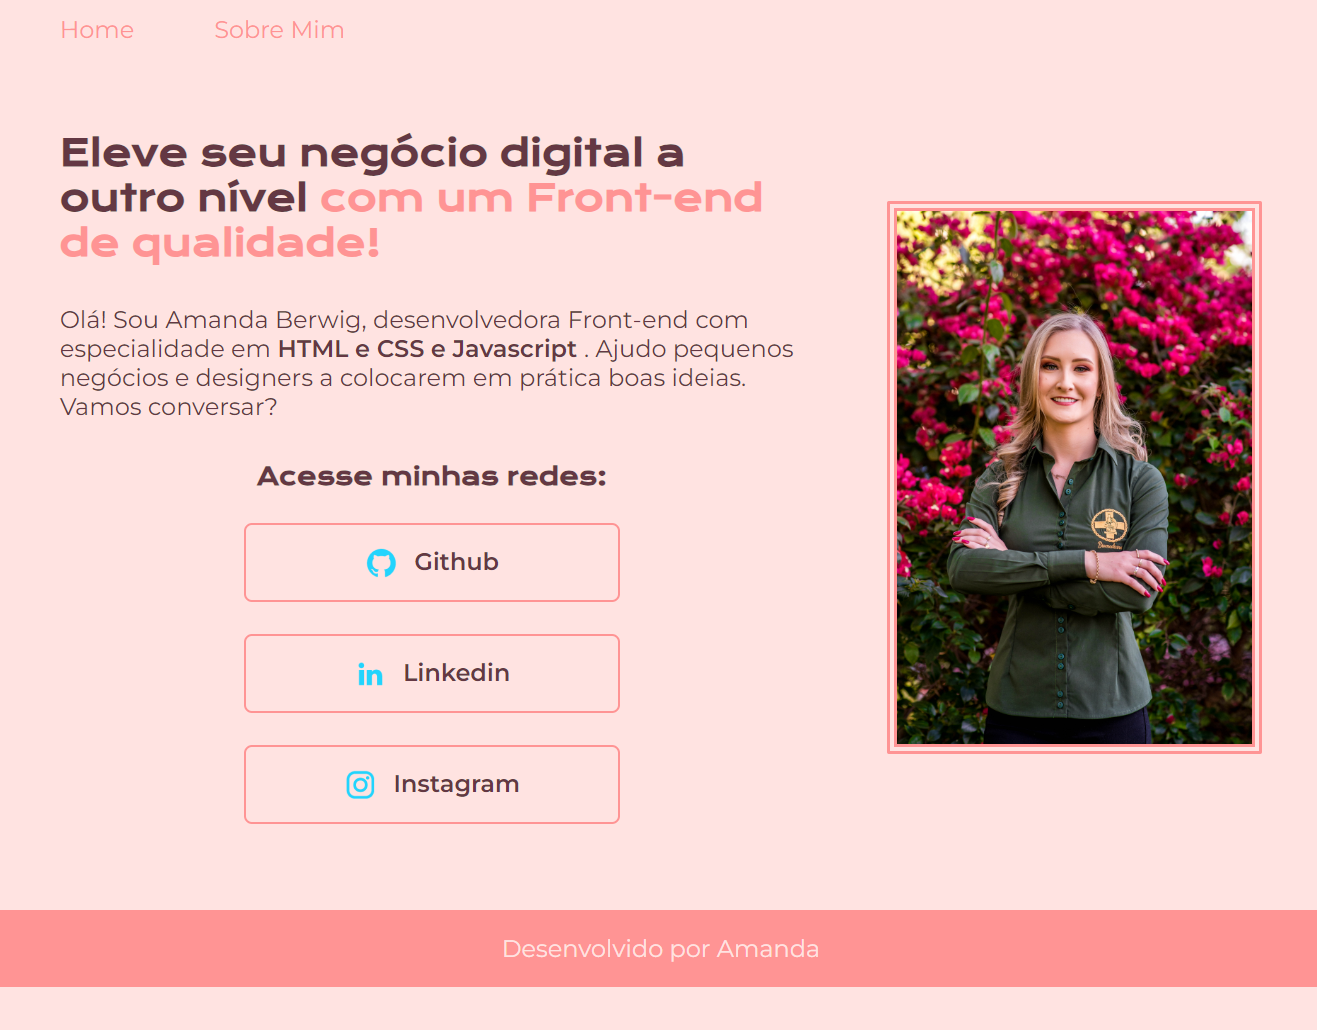 Home Sobre Mim
Eleve seu negócio digital a
outro nível com um Front-end
de qualidade!
Olá! Sou Amanda Berwig, desenvolvedora Front-end com
especialidade em HTML e CSS e Javascript . Ajudo pequenos
negócios e designers a colocarem em prática boas ideias.
Vamos conversar?
Acesse minhas redes:
Github
Linkedin
Instagram
Desenvolvido por Amanda